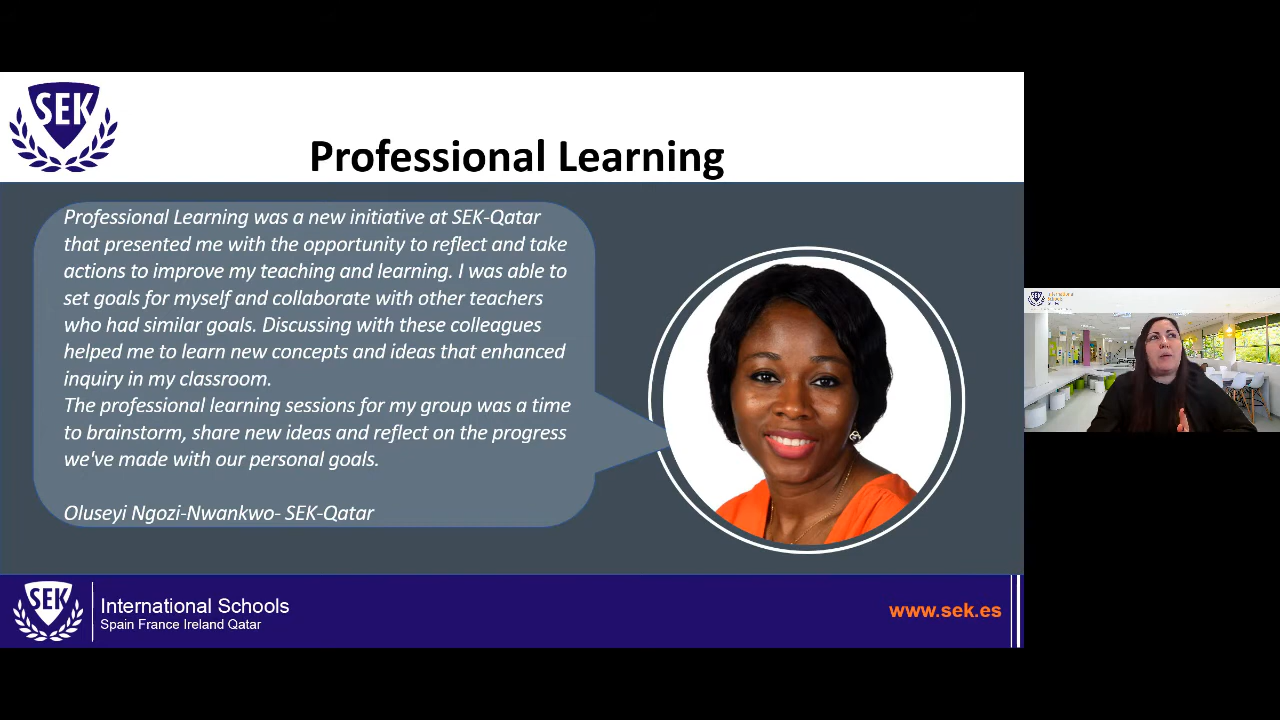 SEK
Professional Learning
Professional Learning was a new initiative at SEK-Qatar
that presented me with the opportunity to reflect and take
actions to improve my teaching and learning. I was able to
set goals for myself and collaborate with other teachers
who had similar goals. Discussing with these colleagues
helped me to learn new concepts and ideas that enhanced
inquiry in my classroom.
The professional learning sessions for my group was a time
to brainstorm, share new ideas and reflect on the progress
we've made with our personal goals.
Oluseyi Ngozi-Nwankwo- SEK-Qatar
SEK
International Schools
Spain France Ireland Qatar
www.sek.es
International
Schools